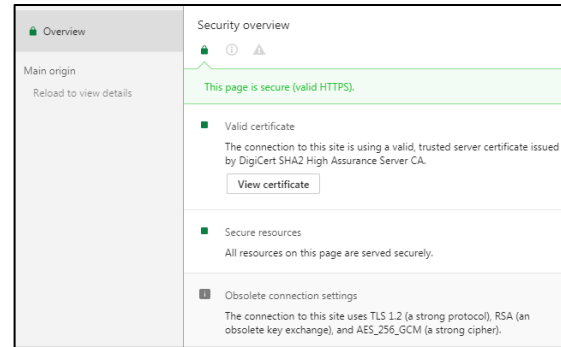 Overview
Main origin
Reload to view details
Security overview
This page is secure (valid HTTPS).
Valid certificate
The connection to this site is using a valid, trusted server certificate issued
by DigiCert SHA2 High Assurance Server CA.
View certificate
Secure resources
All resources on this page are served securely.
Obsolete connection settings
The connection to this site uses TLS 1.2 (a strong protocol), RSA (an
obsolete key exchange), and AES_256_GCM (a strong cipher).